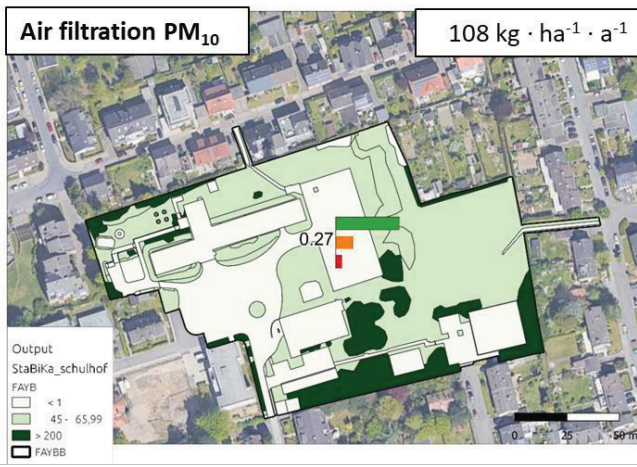 Air filtration PM₁₀
108 kg · ha⁻¹ · a⁻¹
0.27
Output
StaBiKa_schulhof
FAYB
< 1
45 - 65,99
> 200
FAYBB
0 25 50 m